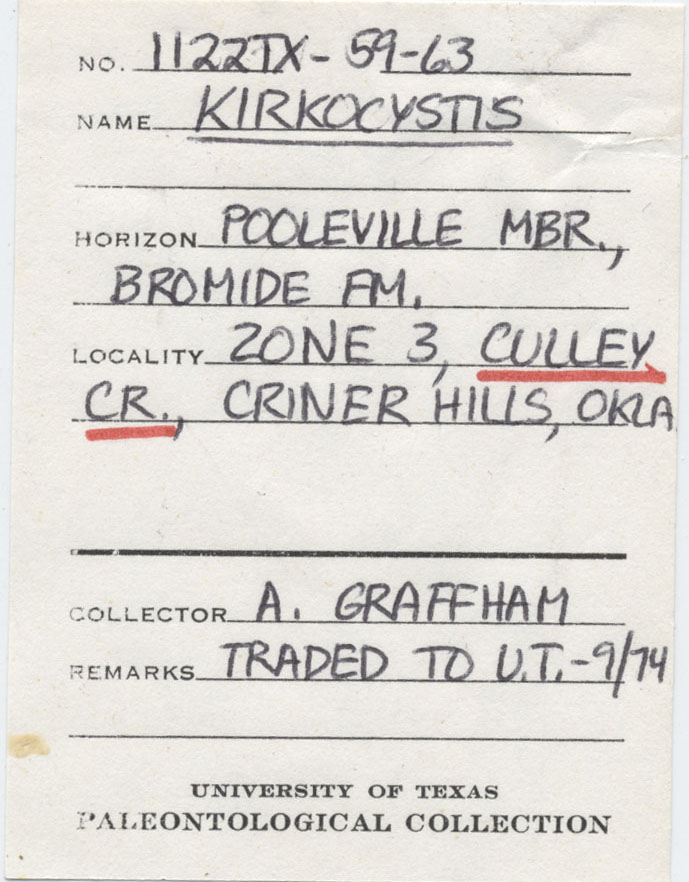 NO. 1122TX-59-63
NAME KIRKOCYSTIS
HORIZON POOLEVILLE MBR.,
BROMIDE FM.
LOCALITY ZONE 3, CULLEY
CR., CRINER HILLS, OKLA
COLLECTOR A. GRAFFHAM
REMARKS TRADED TO U.T.-9/74
UNIVERSITY OF TEXAS
PALEONTOLOGICAL COLLECTION